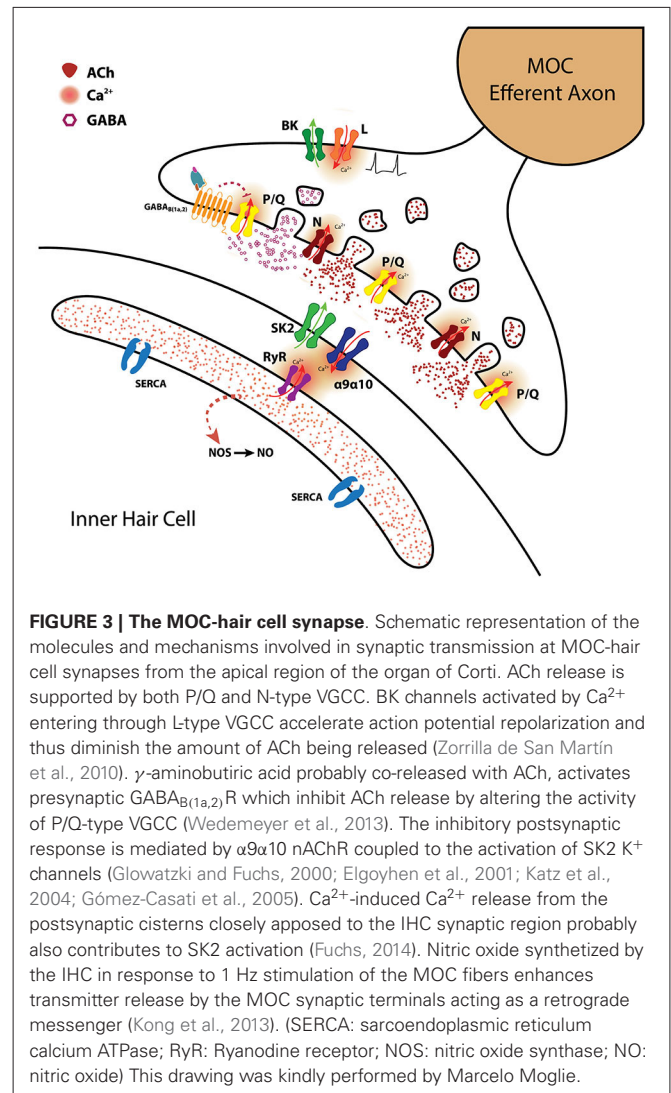 ACh
Ca²⁺
GABA
MOC
Efferent Axon
BK
L
Ca²⁺
GABA_B(1a,2)
P/Q
Ca²⁺
N
Ca²⁺
P/Q
Ca²⁺
N
Ca²⁺
P/Q
Ca²⁺
SK2
RyR
Ca²⁺
Ca²⁺
α9α10
SERCA
NOS → NO
SERCA
Inner Hair Cell
FIGURE 3 | The MOC-hair cell synapse. Schematic representation of the
molecules and mechanisms involved in synaptic transmission at MOC-hair
cell synapses from the apical region of the organ of Corti. ACh release is
supported by both P/Q and N-type VGCC. BK channels activated by Ca²⁺
entering through L-type VGCC accelerate action potential repolarization and
thus diminish the amount of ACh being released (Zorrilla de San Martín
et al., 2010). γ-aminobutiric acid probably co-released with ACh, activates
presynaptic GABA_B(1a,2)R which inhibit ACh release by altering the activity
of P/Q-type VGCC (Wedemeyer et al., 2013). The inhibitory postsynaptic
response is mediated by α9α10 nAChR coupled to the activation of SK2 K⁺
channels (Glowatzki and Fuchs, 2000; Elgoyhen et al., 2001; Katz et al.,
2004; Gómez-Casati et al., 2005). Ca²⁺-induced Ca²⁺ release from the
postsynaptic cisterns closely apposed to the IHC synaptic region probably
also contributes to SK2 activation (Fuchs, 2014). Nitric oxide synthetized by
the IHC in response to 1 Hz stimulation of the MOC fibers enhances
transmitter release by the MOC synaptic terminals acting as a retrograde
messenger (Kong et al., 2013). (SERCA: sarcoendoplasmic reticulum
calcium ATPase; RyR: Ryanodine receptor; NOS: nitric oxide synthase; NO:
nitric oxide) This drawing was kindly performed by Marcelo Moglie.